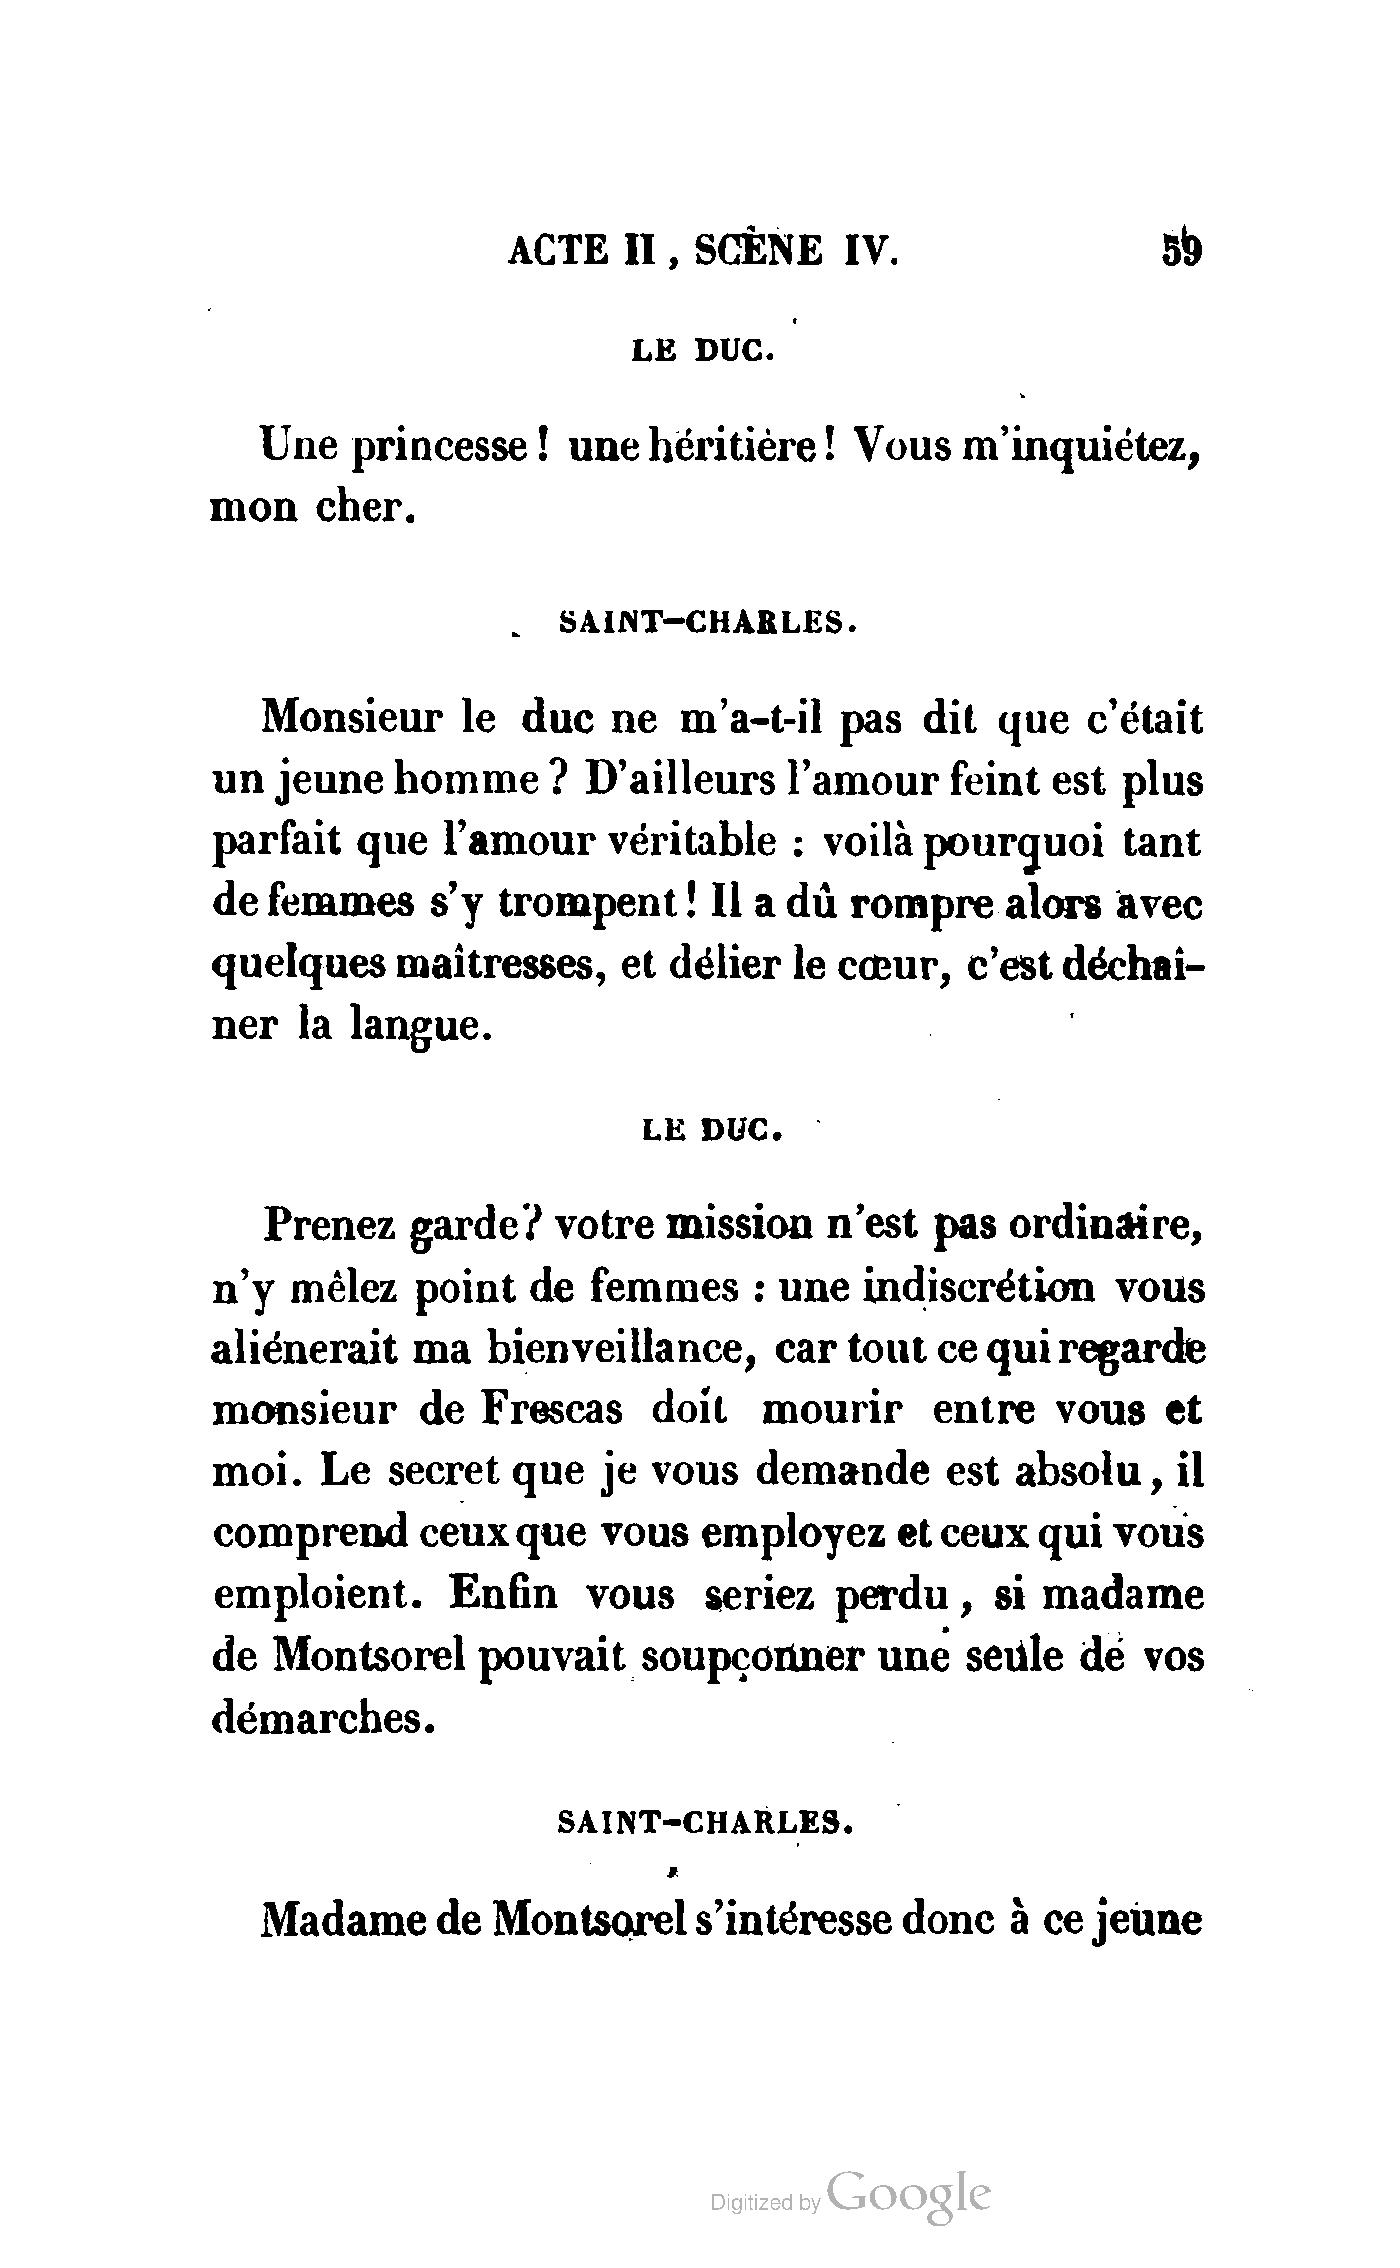 ACTE II, SCÈNE IV. 59
LE DUC.
Une princesse ! une héritière ! Vous m'inquiétez,
mon cher.
SAINT-CHARLES.
Monsieur le duc ne m'a-t-il pas dit que c'était
un jeune homme ? D'ailleurs l'amour feint est plus
parfait que l'amour véritable : voilà pourquoi tant
de femmes s'y trompent ! Il a dû rompre alors avec
quelques maîtresses, et délier le cœur, c'est déchaî-
ner la langue.
LE DUC.
Prenez garde ? votre mission n'est pas ordinaire,
n'y mêlez point de femmes : une indiscrétion vous
aliénerait ma bienveillance, car tout ce qui regarde
monsieur de Frescas doit mourir entre vous et
moi. Le secret que je vous demande est absolu, il
comprend ceux que vous employez et ceux qui vous
emploient. Enfin vous seriez perdu, si madame
de Montsorel pouvait soupçonner une seule de vos
démarches.
SAINT-CHARLES.
Madame de Montsorel s'intéresse donc à ce jeune
Digitized by Google